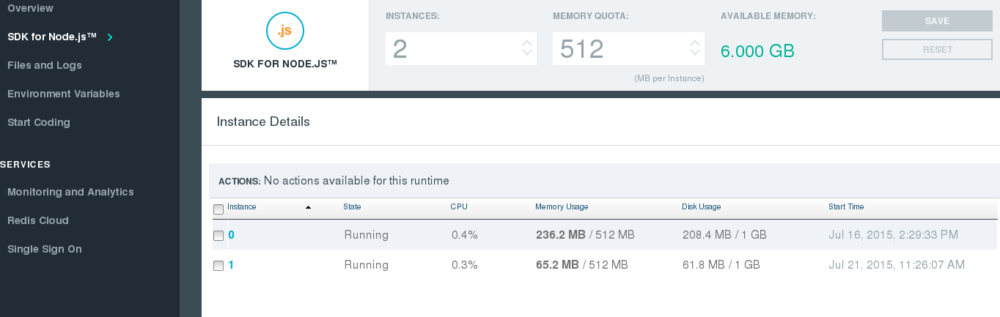 Overview
SDK for Node.js™
Files and Logs
Environment Variables
Start Coding
SERVICES
Monitoring and Analytics
Redis Cloud
Single Sign On
.js
SDK FOR NODE.JS™
INSTANCES:
2
MEMORY QUOTA:
512
(MB per Instance)
AVAILABLE MEMORY:
6.000 GB
SAVE
RESET
Instance Details
ACTIONS: No actions available for this runtime
Instance State CPU Memory Usage Disk Usage Start Time
0 Running 0.4% 236.2 MB / 512 MB 208.4 MB / 1 GB Jul 16, 2015, 2:29:33 PM
1 Running 0.3% 65.2 MB / 512 MB 61.8 MB / 1 GB Jul 21, 2015, 11:26:07 AM